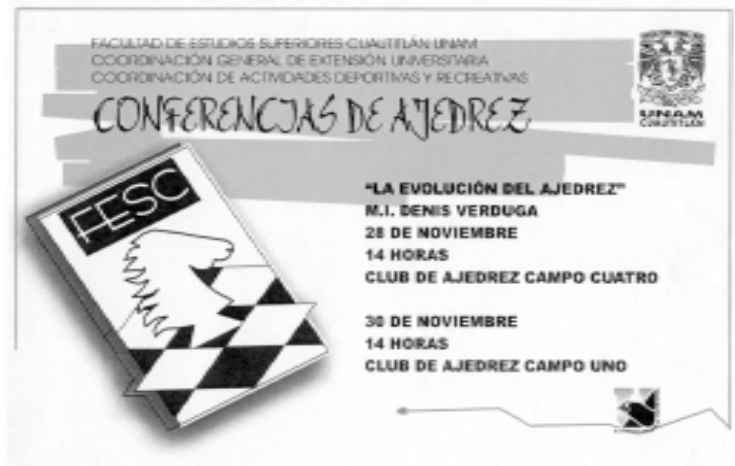 FACULTAD DE ESTUDIOS SUPERIORES CUAUTITLÁN UNAM
COORDINACIÓN GENERAL DE EXTENSIÓN UNIVERSITARIA
COORDINACIÓN DE ACTIVIDADES DEPORTIVAS Y RECREATIVAS
CONFERENCIAS DE AJEDREZ
UNAM
CUAUTITLÁN
FESC
"LA EVOLUCIÓN DEL AJEDREZ"
M.I. DENIS VERDUGA
28 DE NOVIEMBRE
14 HORAS
CLUB DE AJEDREZ CAMPO CUATRO
30 DE NOVIEMBRE
14 HORAS
CLUB DE AJEDREZ CAMPO UNO